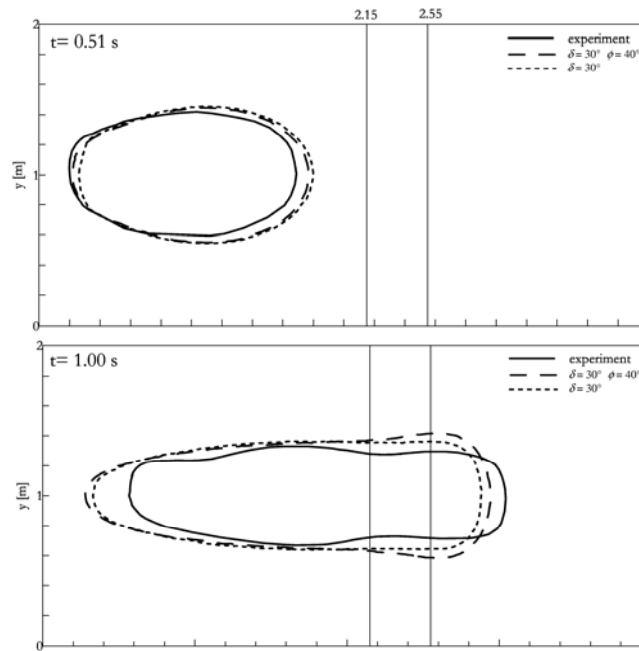 2.15 2.55
2
t= 0.51 s
experiment
δ= 30° ϕ= 40°
δ= 30°
y [m]
1
0
2
t= 1.00 s
experiment
δ= 30° ϕ= 40°
δ= 30°
y [m]
1
0